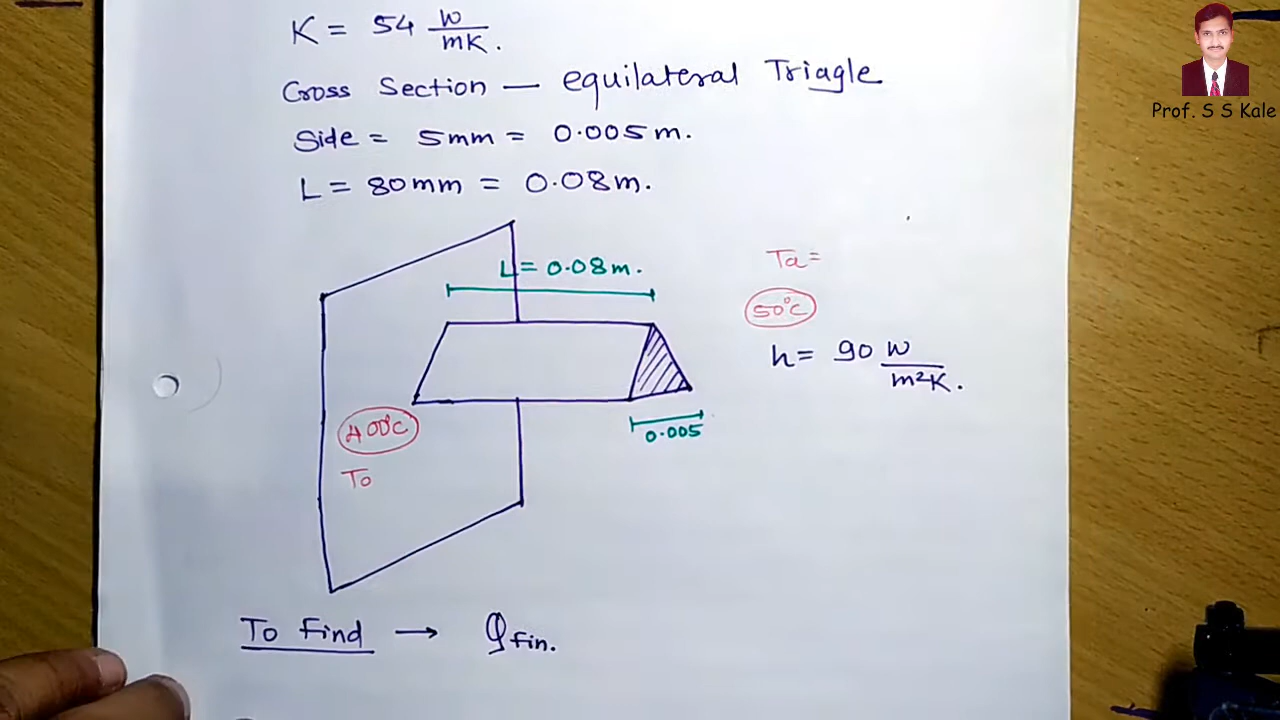 K = 54 W/mK.
Cross Section — equilateral Triagle
Side = 5mm = 0.005m.
L = 80mm = 0.08m.
L = 0.08m.
Ta =
50°C
h = 90 W/m²K.
400°C
0.005
To
To Find → Qfin.
Prof. S S Kale